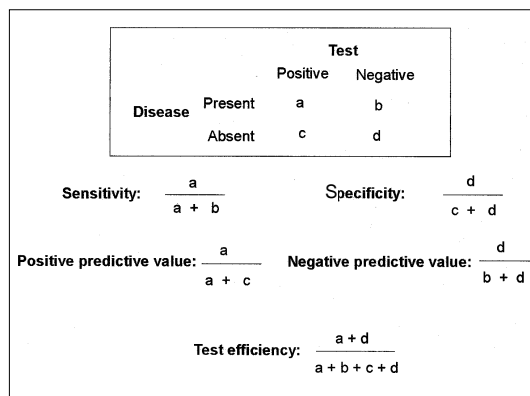 Test
Positive Negative
Disease Present a b
Absent c d
Sensitivity: a / a + b Specificity: d / c + d
Positive predictive value: a / a + c Negative predictive value: d / b + d
Test efficiency: a + d / a + b + c + d